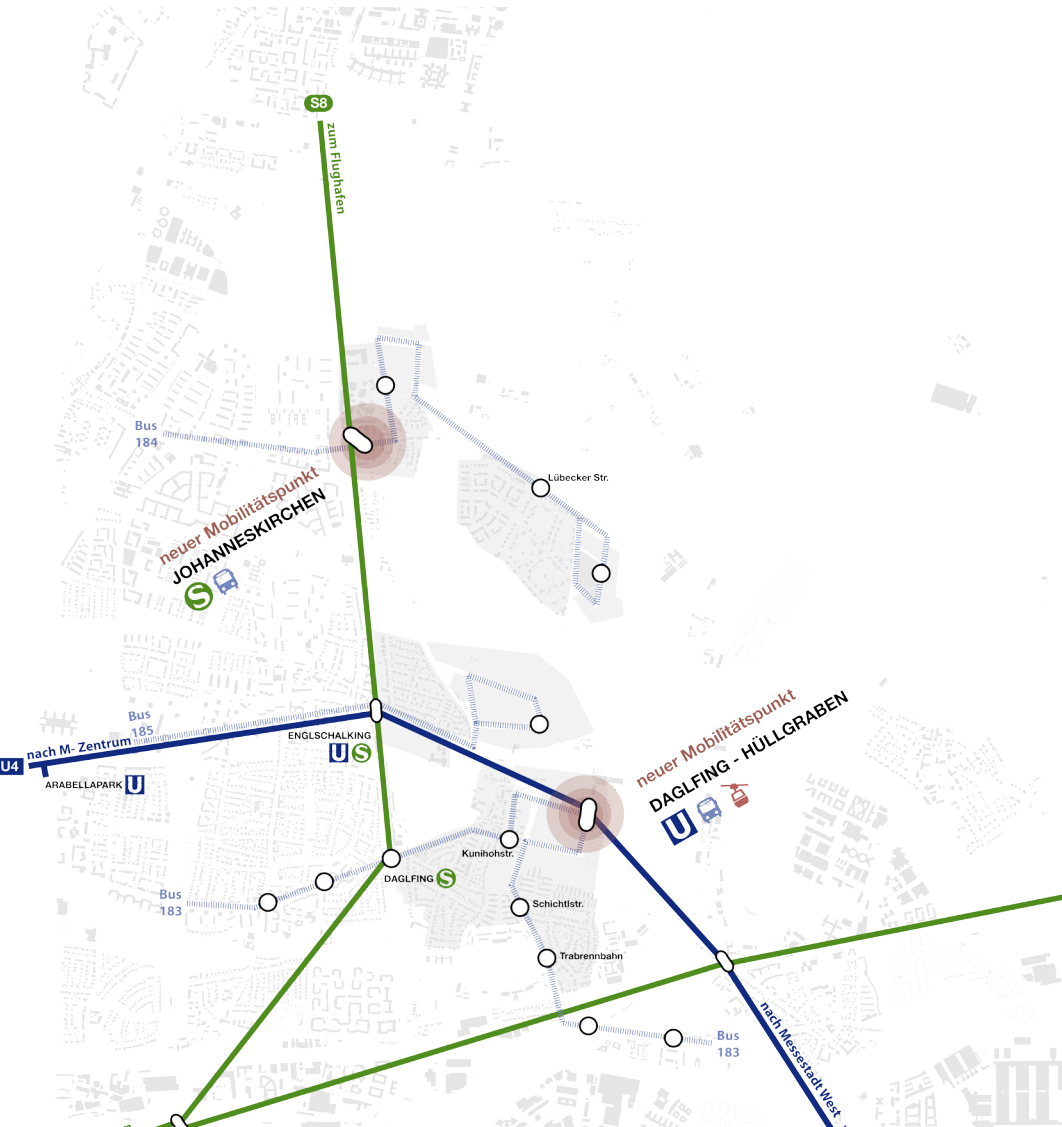 S8
zum Flughafen
Bus
184
Lübecker Str.
neuer Mobilitätspunkt
JOHANNESKIRCHEN
S
Bus
185
nach M- Zentrum
U4
ARABELLAPARK U
ENGLSCHALKING
U S
neuer Mobilitätspunkt
DAGLFING - HÜLLGRABEN
U
Kunihohstr.
DAGLFING S
Bus
183
Schichtlstr.
Trabrennbahn
Bus
183
nach Messestadt West